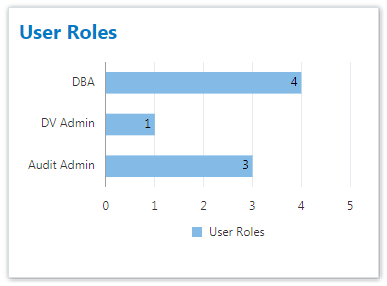 User Roles
DBA 4
DV Admin 1
Audit Admin 3
0 1 2 3 4 5
User Roles